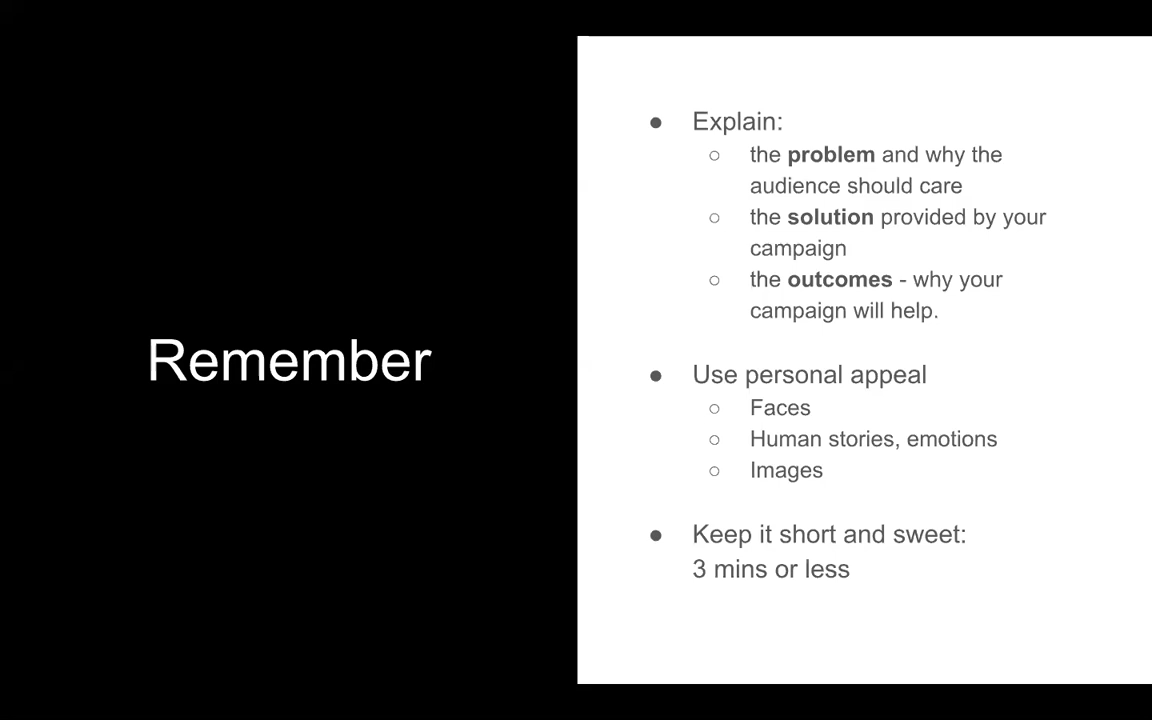 Remember
● Explain:
○ the problem and why the
audience should care
○ the solution provided by your
campaign
○ the outcomes - why your
campaign will help.
● Use personal appeal
○ Faces
○ Human stories, emotions
○ Images
● Keep it short and sweet:
3 mins or less